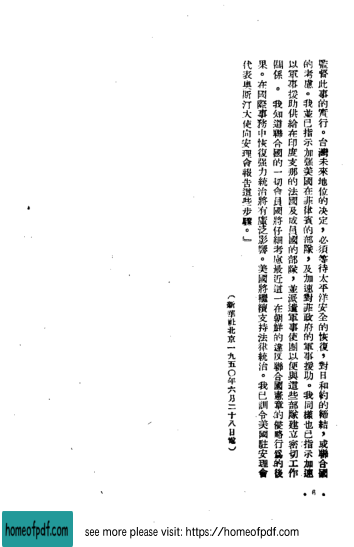 監督此事的實行。台灣未來地位的决定，必須等待太平洋安全的恢復，對日和約的締結，或聯合國
的考慮。我並已指示加强美國在菲律賓的部隊，及加速對菲政府的軍事援助。我同樣也已指示加速
以軍事援助供給在印度支那的法國及成員國的部隊，並派遣軍事使團以便與這些部隊建立密切工作
關係。我知道聯合國的一切會員國將仔細考慮最近這一在朝鮮的違反聯合國憲章的侵略行爲的後
果。在國際事務中恢復强力統治將有廣泛影響。美國將繼續支持法律統治。我已訓令美國駐安理會
代表奥斯汀大使向安理會報告這些步驟。』
（新華社北京一九五〇年六月二十八日電）
homeofpdf.com
see more please visit: https://homeofpdf.com